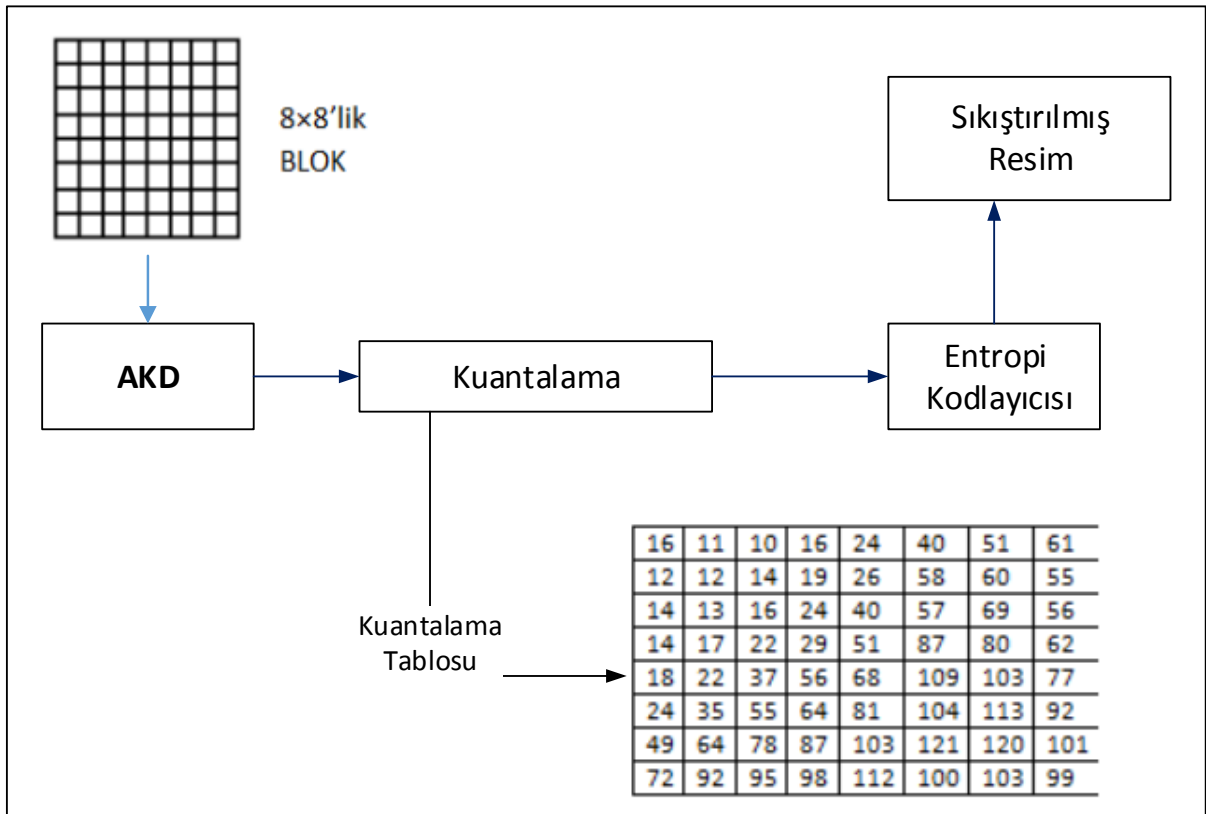 8×8'lik
BLOK
Sıkıştırılmış
Resim
AKD
Kuantalama
Entropi
Kodlayıcısı
Kuantalama
Tablosu
16 11 10 16 24 40 51 61
12 12 14 19 26 58 60 55
14 13 16 24 40 57 69 56
14 17 22 29 51 87 80 62
18 22 37 56 68 109 103 77
24 35 55 64 81 104 113 92
49 64 78 87 103 121 120 101
72 92 95 98 112 100 103 99